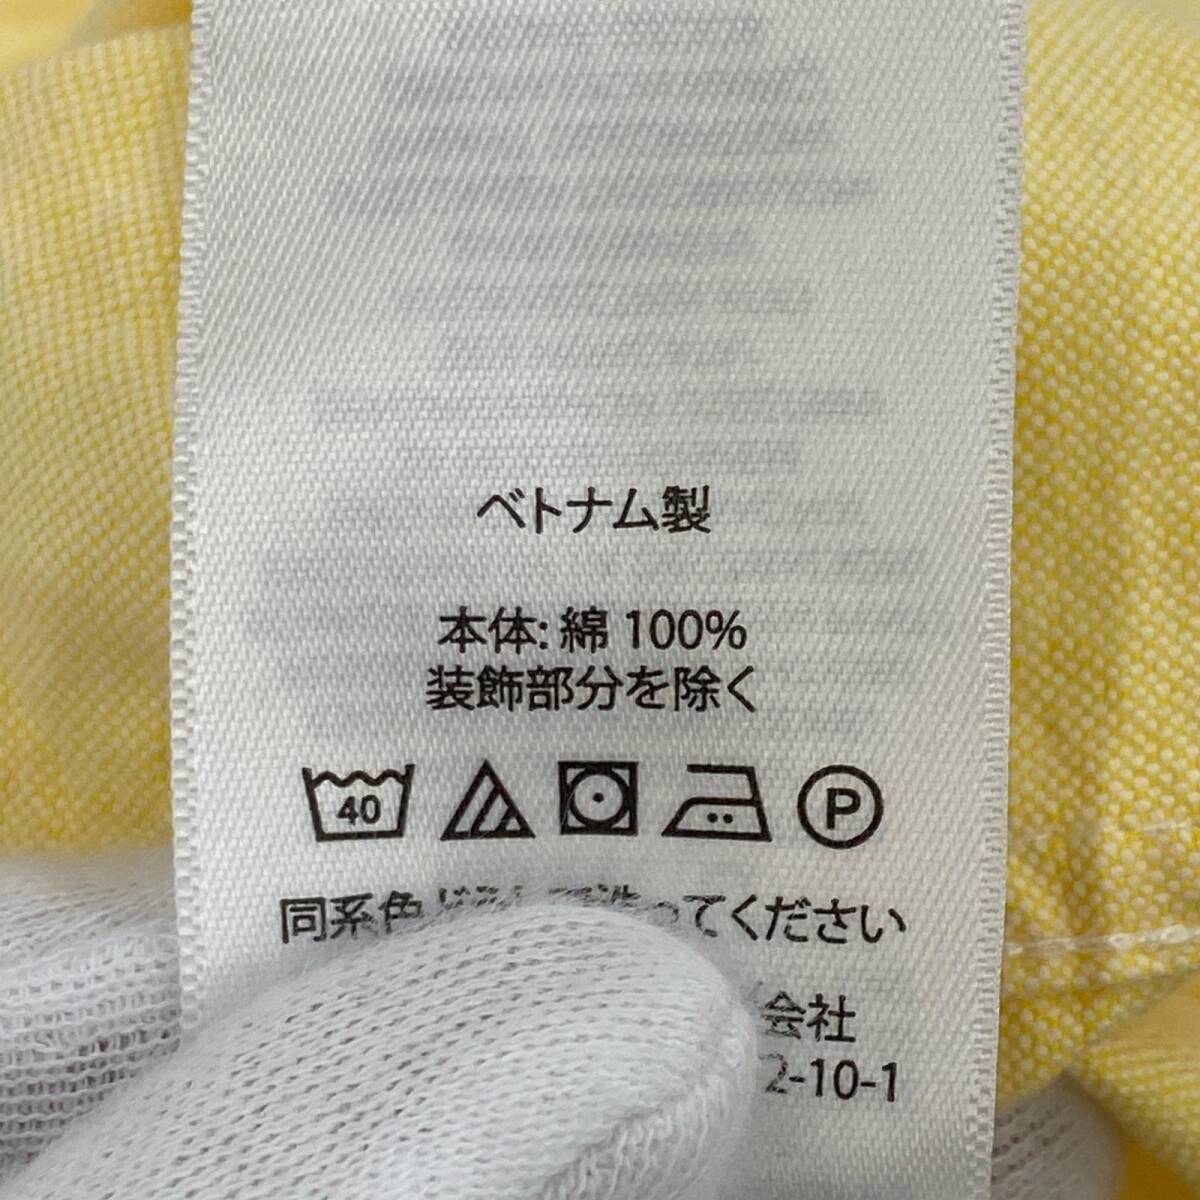 ベトナム製
本体: 綿 100%
装飾部分を除く
40 P
同系色 てください
会社
2-10-1